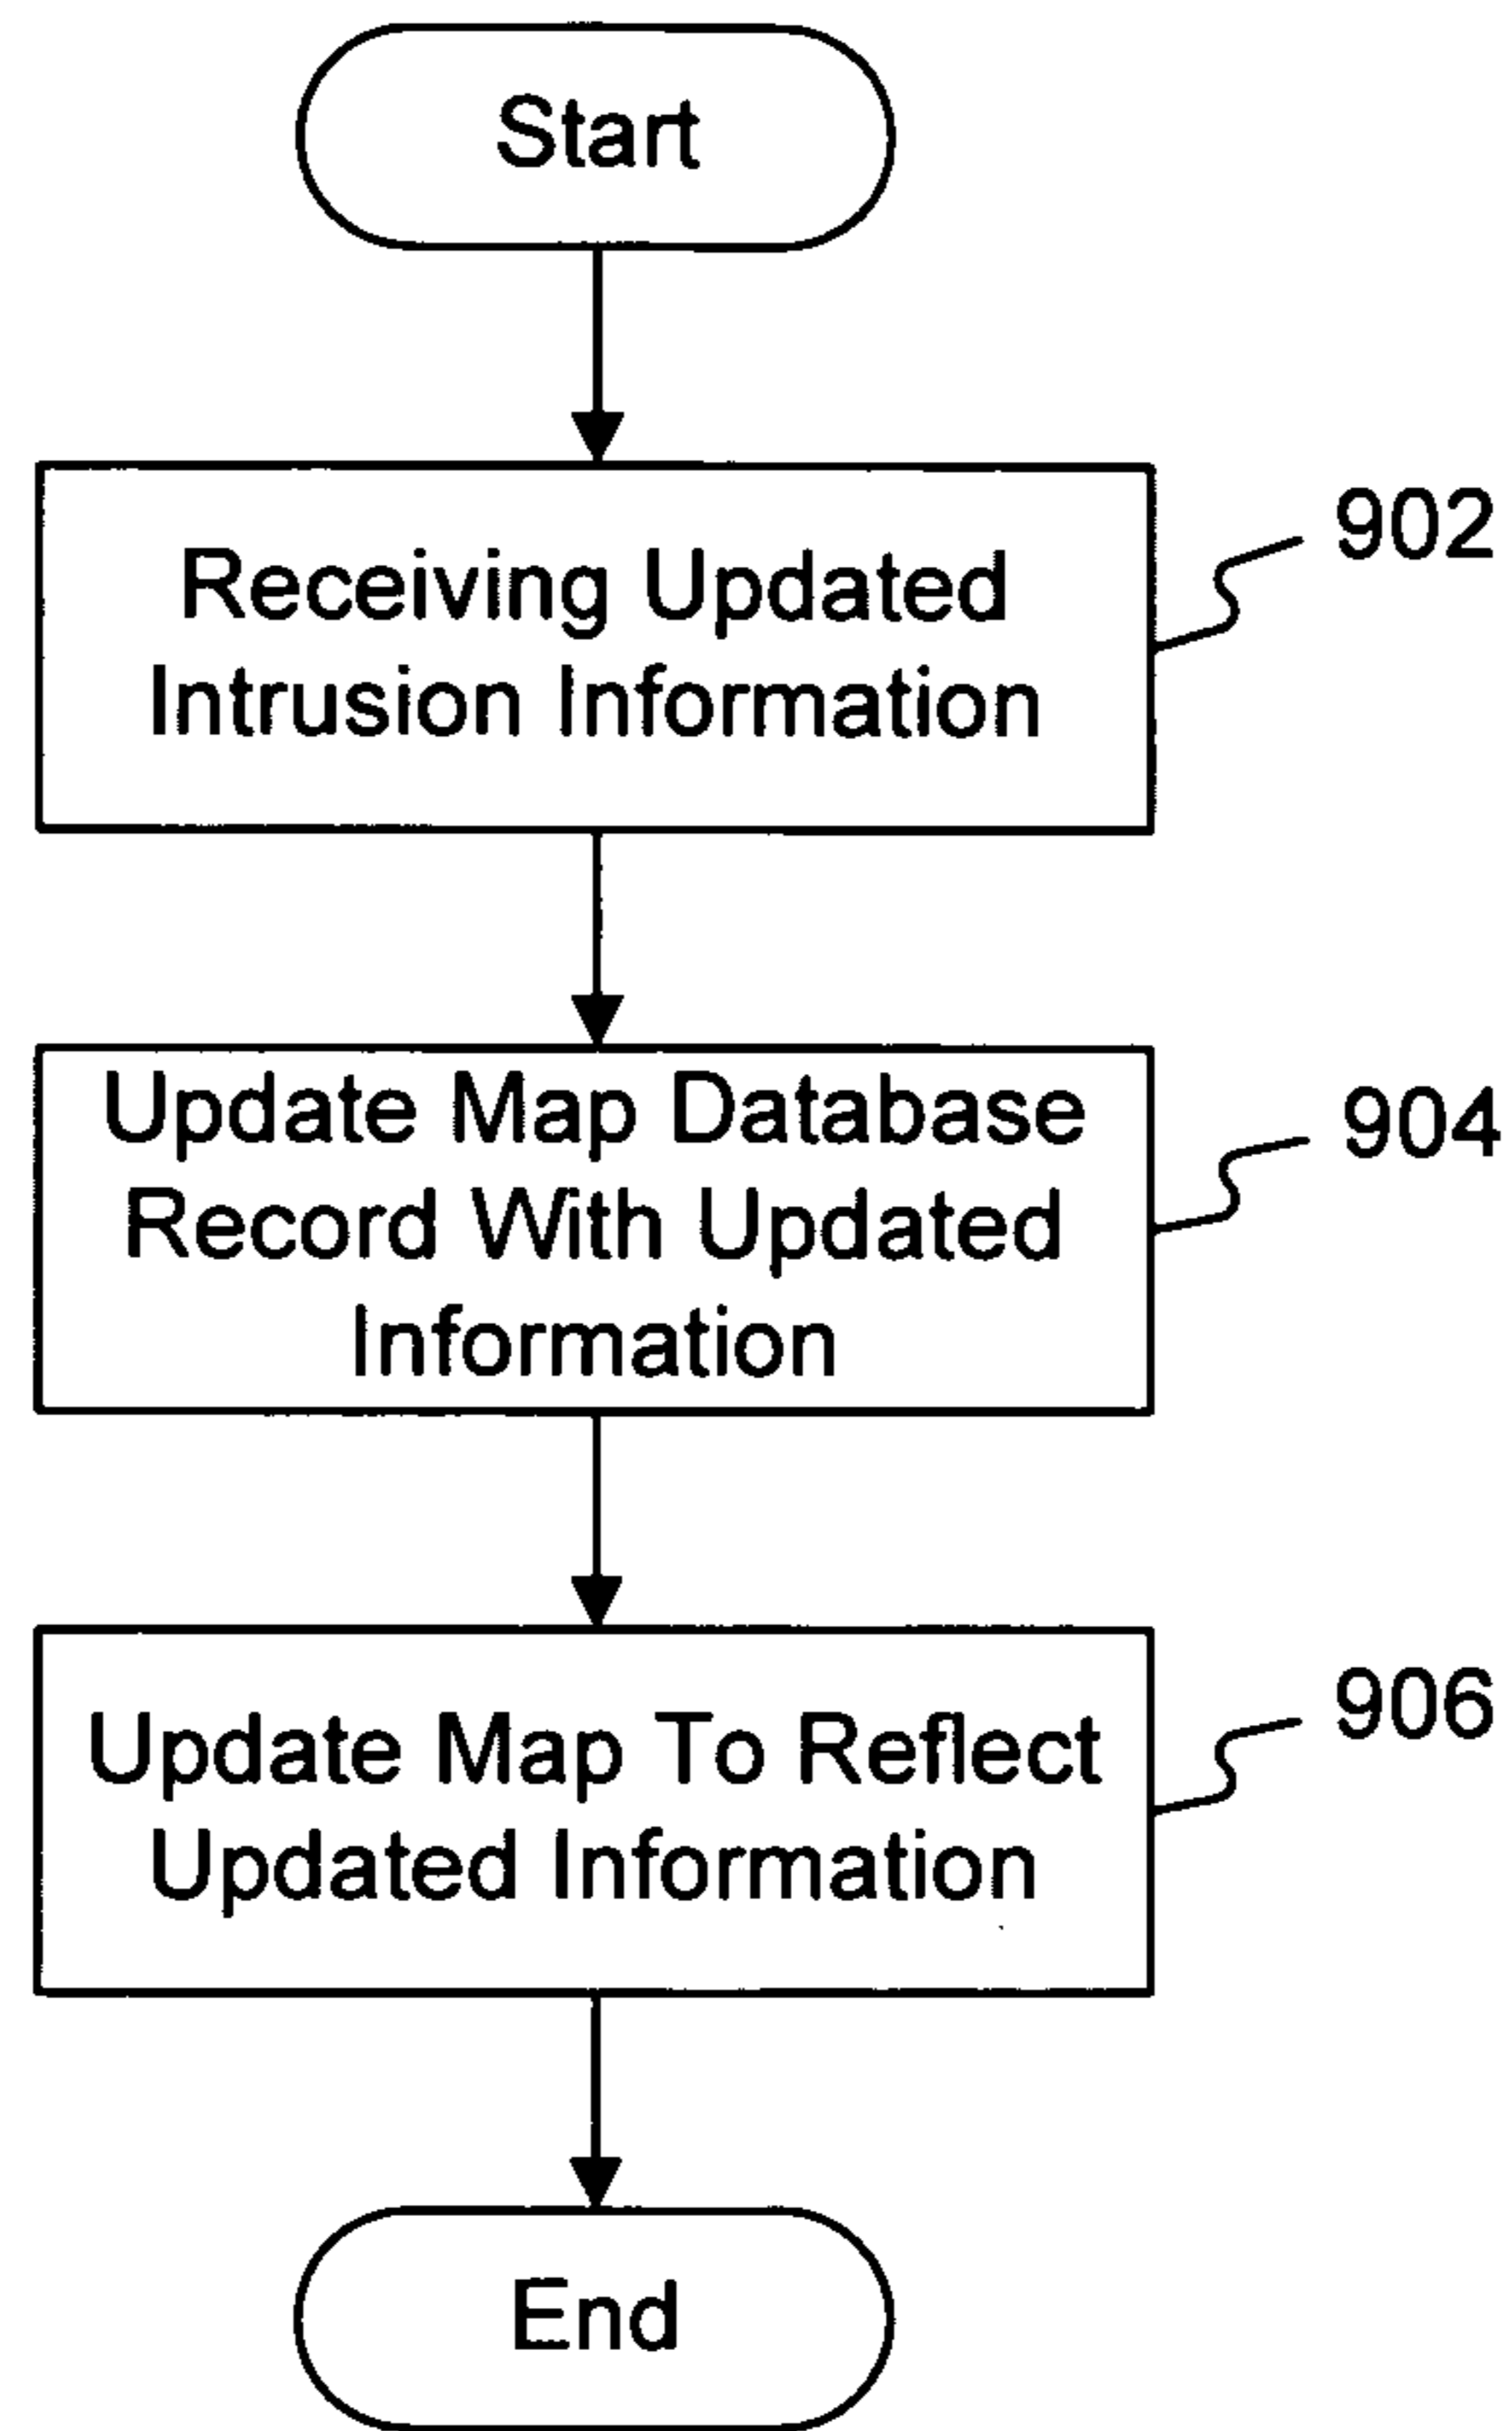 Start
Receiving Updated
Intrusion Information
902
Update Map Database
Record With Updated
Information
904
Update Map To Reflect
Updated Information
906
End